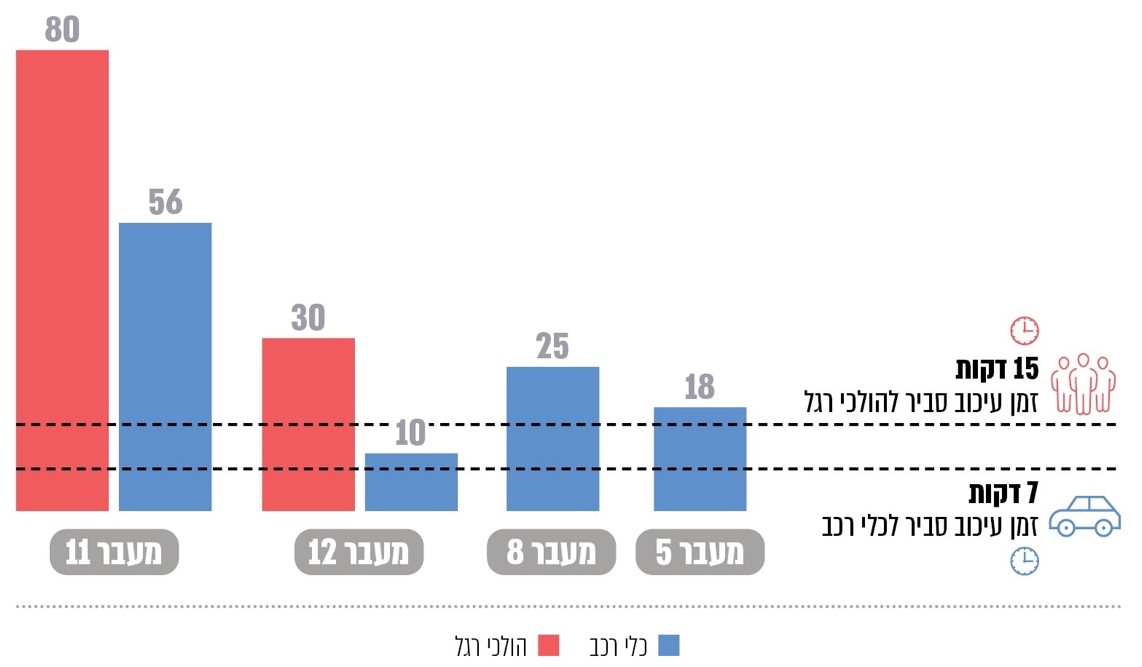 80
56
30
10
25
18
15 דקות
זמן עיכוב סביר להולכי רגל
7 דקות
זמן עיכוב סביר לכלי רכב
מעבר 11
מעבר 12
מעבר 8
מעבר 5
כלי רכב
הולכי רגל